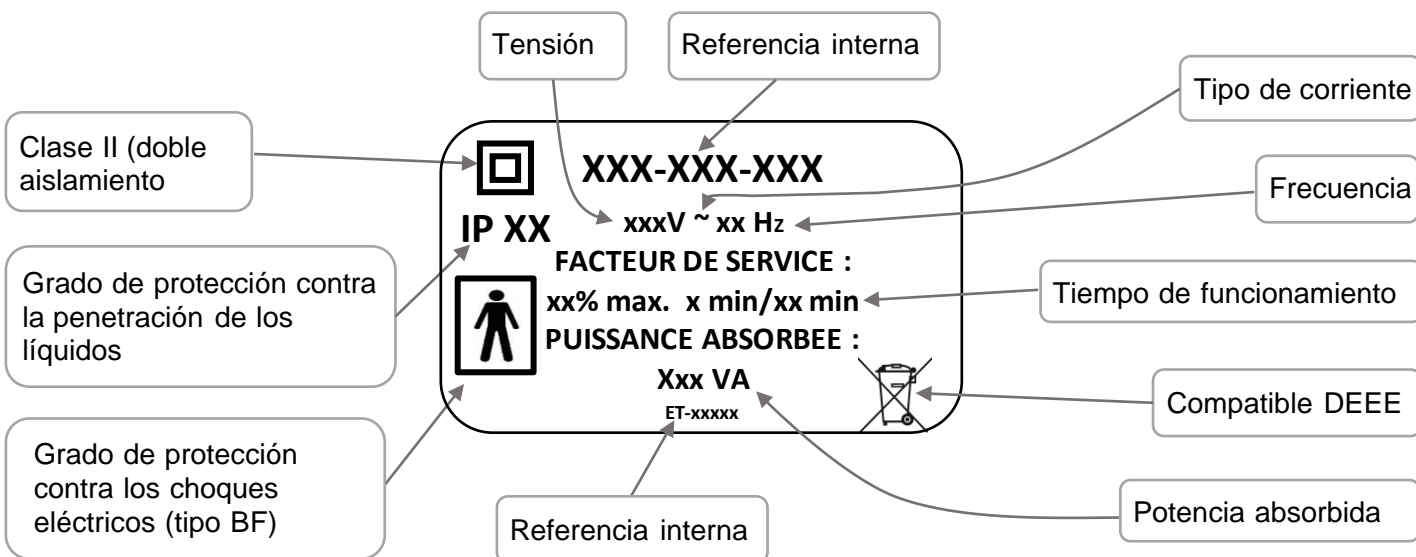 Tensión
Referencia interna
Tipo de corriente
Clase II (doble
aislamiento
XXX-XXX-XXX
Frecuencia
IP XX
xxxV ~ xx Hz
FACTEUR DE SERVICE :
Grado de protección contra
la penetración de los
líquidos
xx% max. x min/xx min
Tiempo de funcionamiento
PUISSANCE ABSORBEE :
Xxx VA
Compatible DEEE
ET-xxxxx
Grado de protección
contra los choques
eléctricos (tipo BF)
Referencia interna
Potencia absorbida